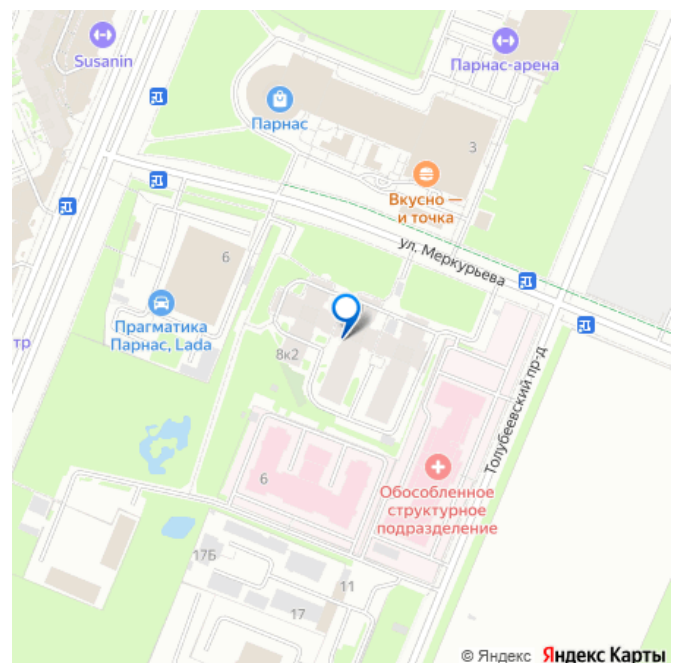 Susanin
Парнас-арена
Парнас
3
Вкусно —
и точка
ул. Меркурьева
6
Прагматика
Парнас, Lada
тр
8к2
Толубеевский пр-д
6
Обособленное
структурное
подразделение
17Б
11
17
© Яндекс Яндекс Карты